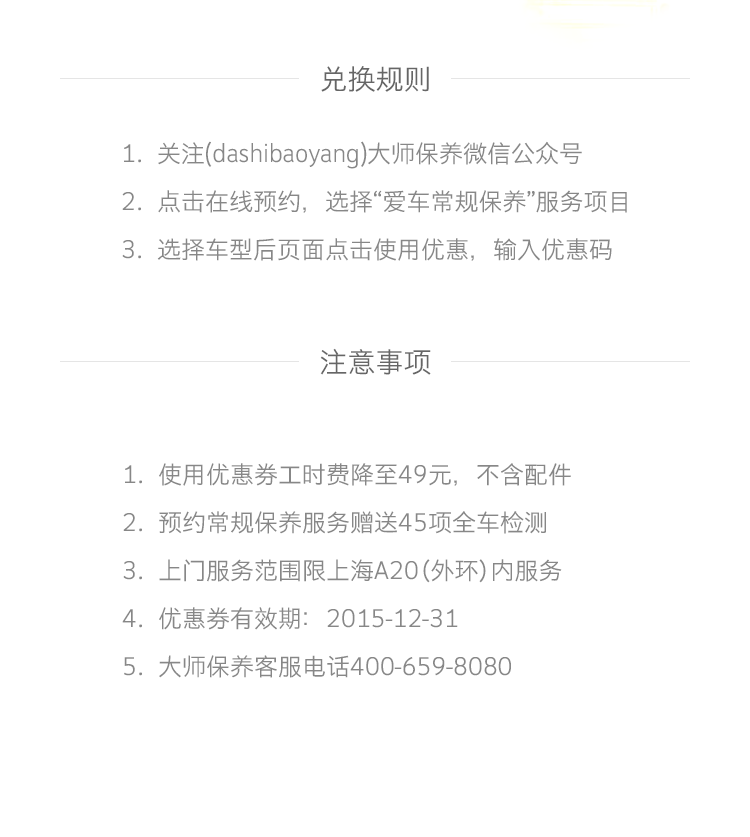 兑换规则
1. 关注(dashibaoyang)大师保养微信公众号
2. 点击在线预约，选择“爱车常规保养”服务项目
3. 选择车型后页面点击使用优惠，输入优惠码
注意事项
1. 使用优惠券工时费降至49元，不含配件
2. 预约常规保养服务赠送45项全车检测
3. 上门服务范围限上海A20(外环)内服务
4. 优惠券有效期：2015-12-31
5. 大师保养客服电话400-659-8080